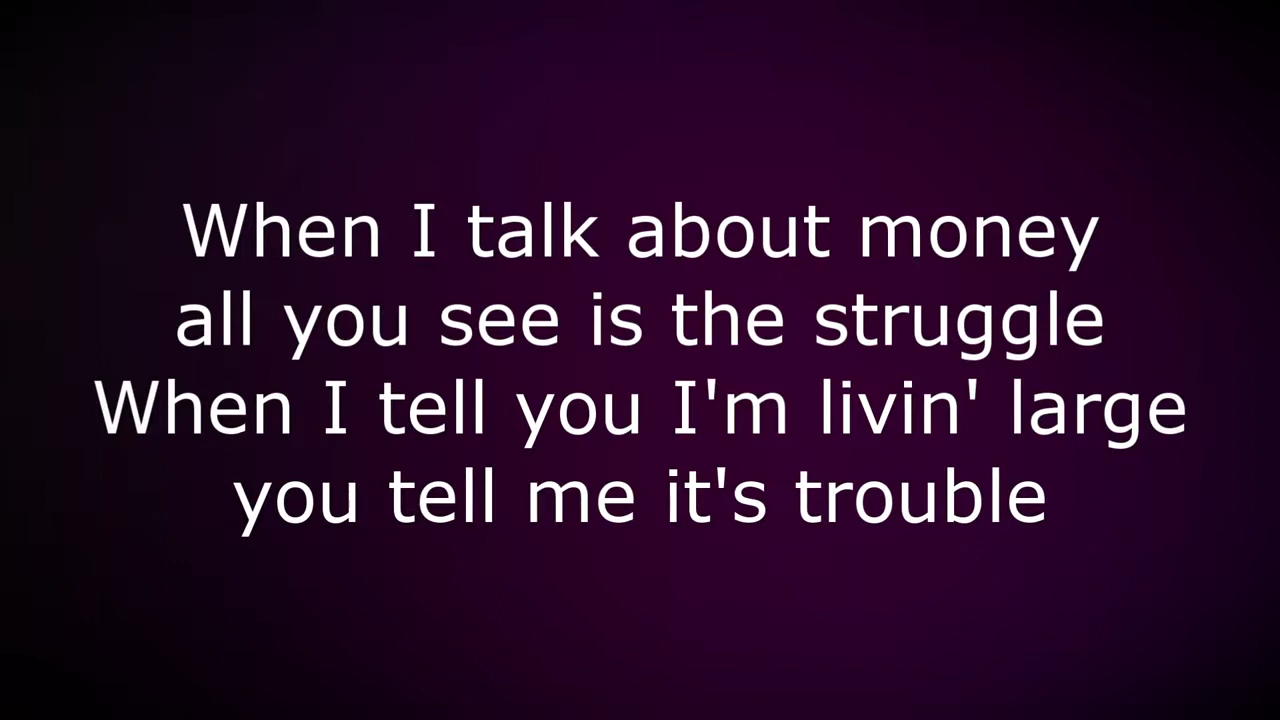 When I talk about money
all you see is the struggle
When I tell you I'm livin' large
you tell me it's trouble